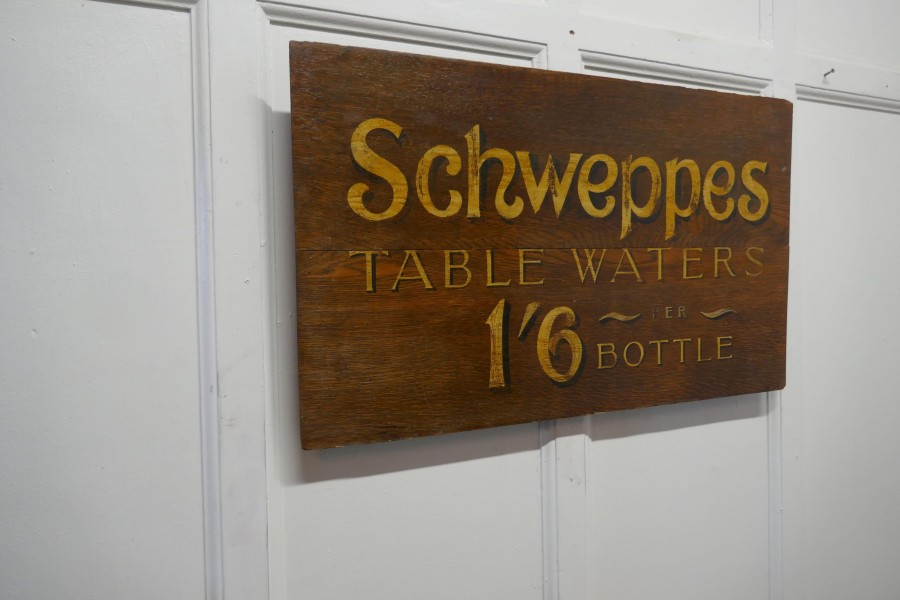 Schweppes
TABLE WATERS
1'6 PER
BOTTLE